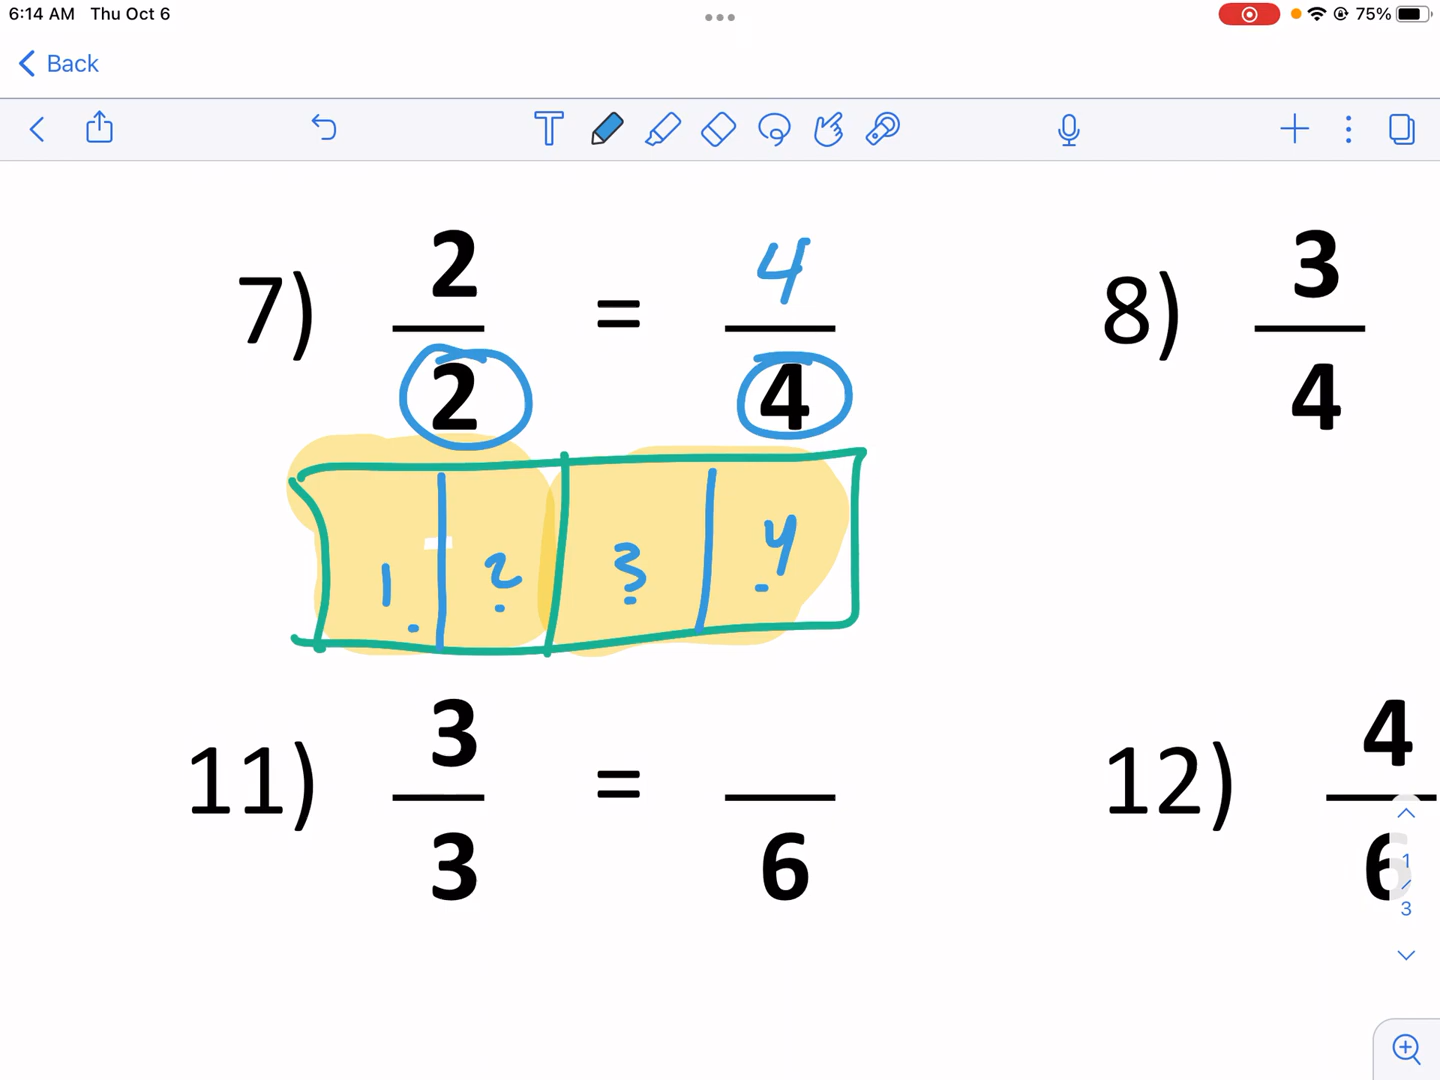 6:14 AM Thu Oct 6
75%
Back
7) 2/2 = 4/4
8) 3/4
1 2 3 4
11) 3/3 = __/6
12) 4/6
1/3